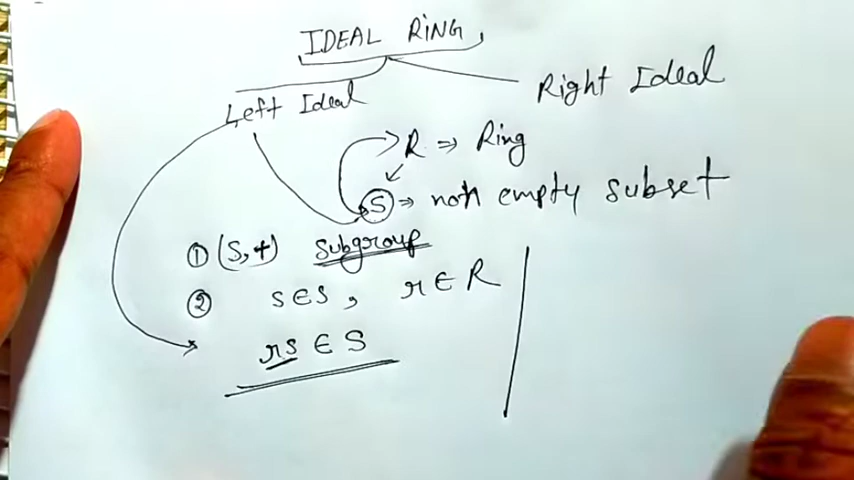 IDEAL RING
Left Ideal
Right Ideal
R ⇒ Ring
S ⇒ non empty subset
① (S, +) Subgroup
② s∈S, r∈R
rs ∈ S